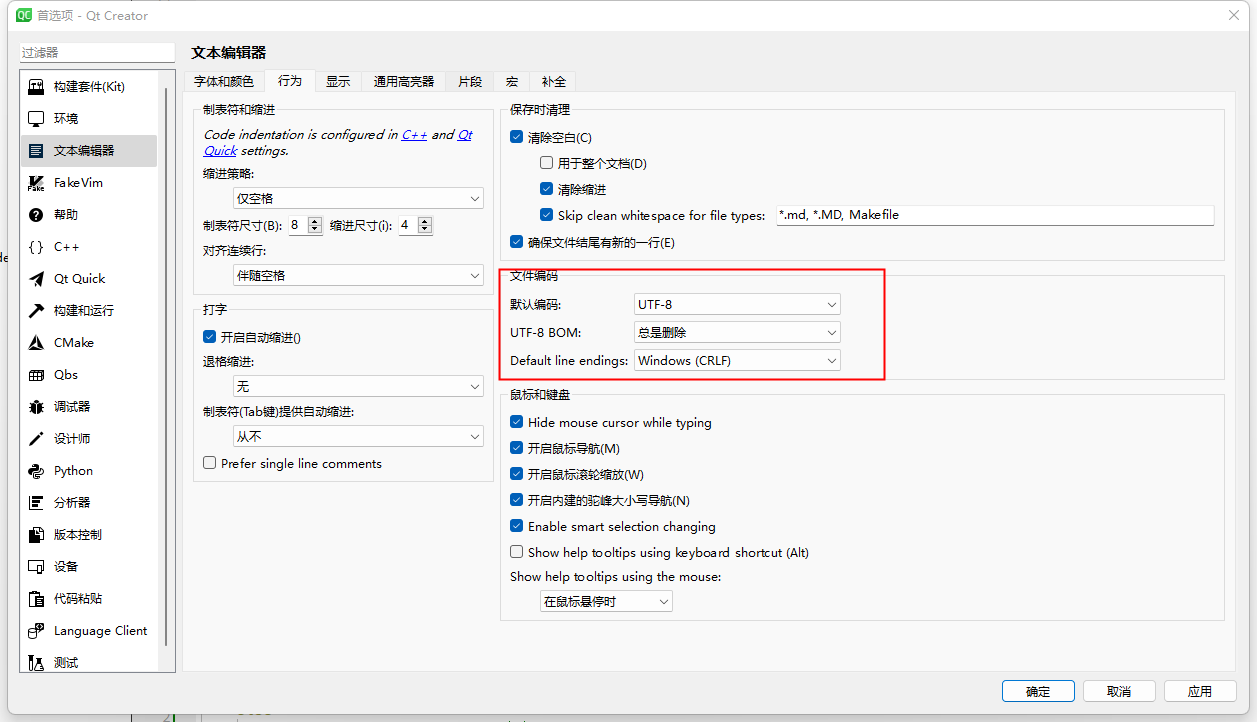 首选项 - Qt Creator
过滤器
构建套件(Kit)
环境
文本编辑器
FakeVim
帮助
C++
Qt Quick
构建和运行
CMake
Qbs
调试器
设计师
Python
分析器
版本控制
设备
代码粘贴
Language Client
测试
文本编辑器
字体和颜色 行为 显示 通用高亮器 片段 宏 补全
制表符和缩进
Code indentation is configured in C++ and Qt
Quick settings.
缩进策略:
仅空格
制表符尺寸(B): 8 缩进尺寸(i): 4
对齐连续行:
伴随空格
打字
开启自动缩进()
退格缩进:
无
制表符(Tab键)提供自动缩进:
从不
Prefer single line comments
保存时清理
清除空白(C)
用于整个文档(D)
清除缩进
Skip clean whitespace for file types: *.md, *.MD, Makefile
确保文件结尾有新的一行(E)
文件编码
默认编码: UTF-8
UTF-8 BOM: 总是删除
Default line endings: Windows (CRLF)
鼠标和键盘
Hide mouse cursor while typing
开启鼠标导航(M)
开启鼠标滚轮缩放(W)
开启内建的驼峰大小写导航(N)
Enable smart selection changing
Show help tooltips using keyboard shortcut (Alt)
Show help tooltips using the mouse:
在鼠标悬停时
确定 取消 应用